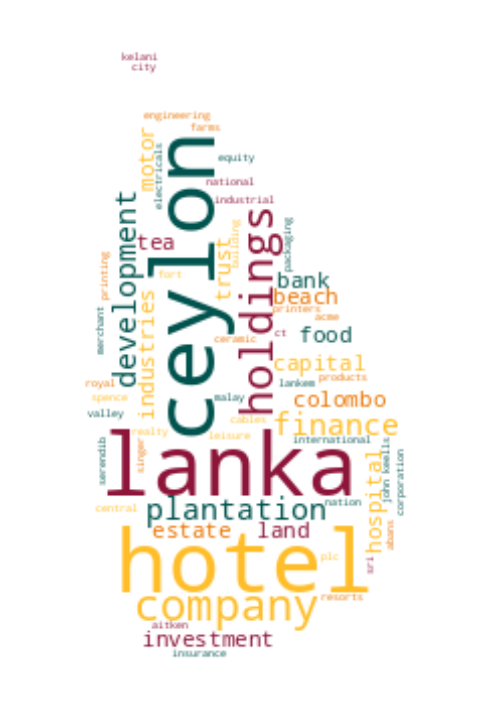 kelani
city
engineering
farms
motor
electricals
ceylon
equity
national
industrial
development
tea
holdings
packaging
trust
building
fort
bank
beach
printers
acme
printing
merchant
industries
ceramic
ct
food
capital
products
royal
spence
valley
malay
lankem
colombo
cables
finance
realty
leisure
international
serendib
singer
lanka
hospital
john keells
corporation
central
plantation
nation
abans
estate
land
hotel
plc
sri
company
resorts
aitken
investment
insurance